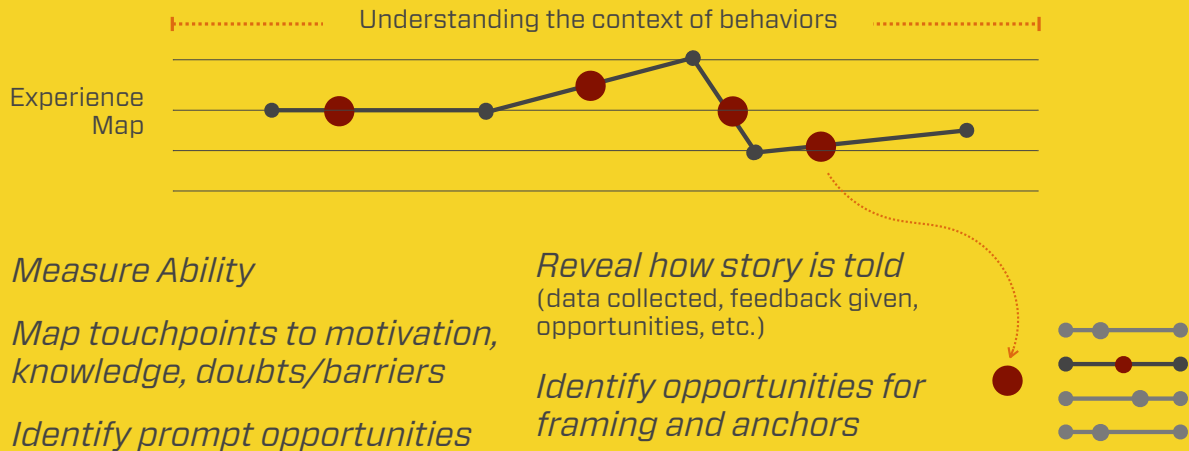 Understanding the context of behaviors
Experience
Map
Measure Ability
Map touchpoints to motivation,
knowledge, doubts/barriers
Identify prompt opportunities
Reveal how story is told
(data collected, feedback given,
opportunities, etc.)
Identify opportunities for
framing and anchors